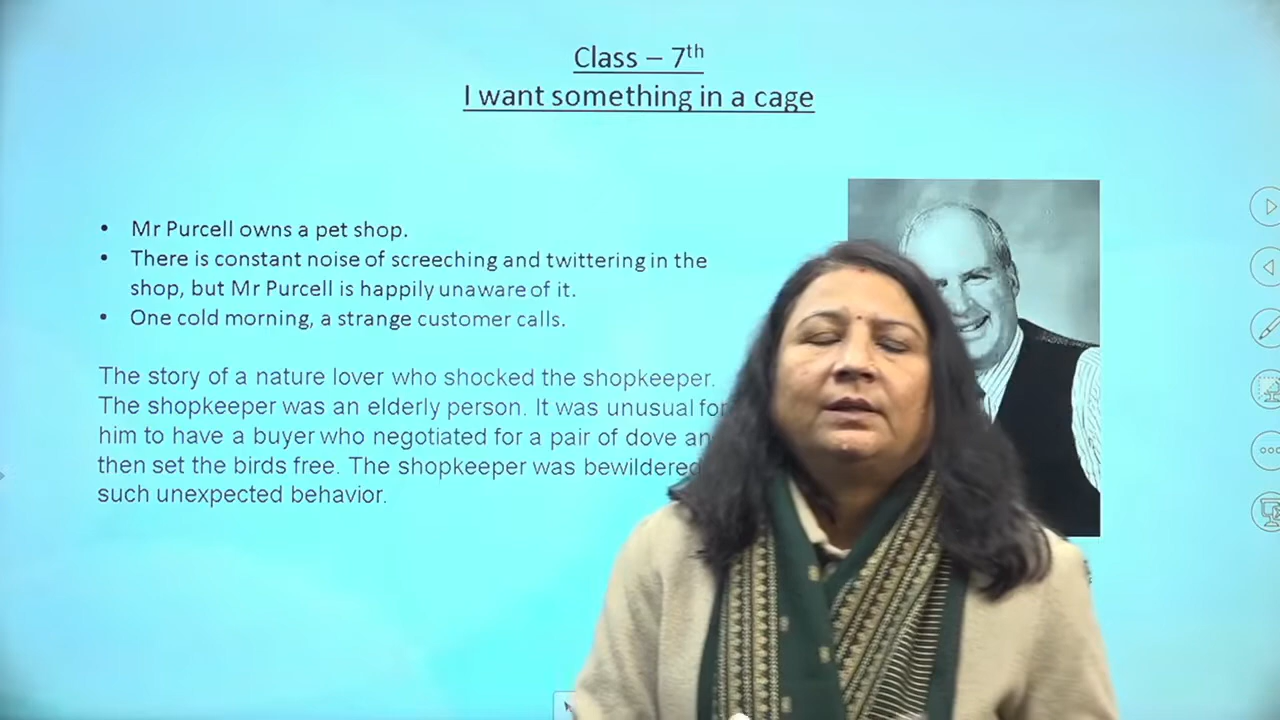 Class – 7th
I want something in a cage
• Mr Purcell owns a pet shop.
• There is constant noise of screeching and twittering in the
shop, but Mr Purcell is happily unaware of it.
• One cold morning, a strange customer calls.
The story of a nature lover who shocked the shopkeeper.
The shopkeeper was an elderly person. It was unusual for
him to have a buyer who negotiated for a pair of dove an
then set the birds free. The shopkeeper was bewildered
such unexpected behavior.